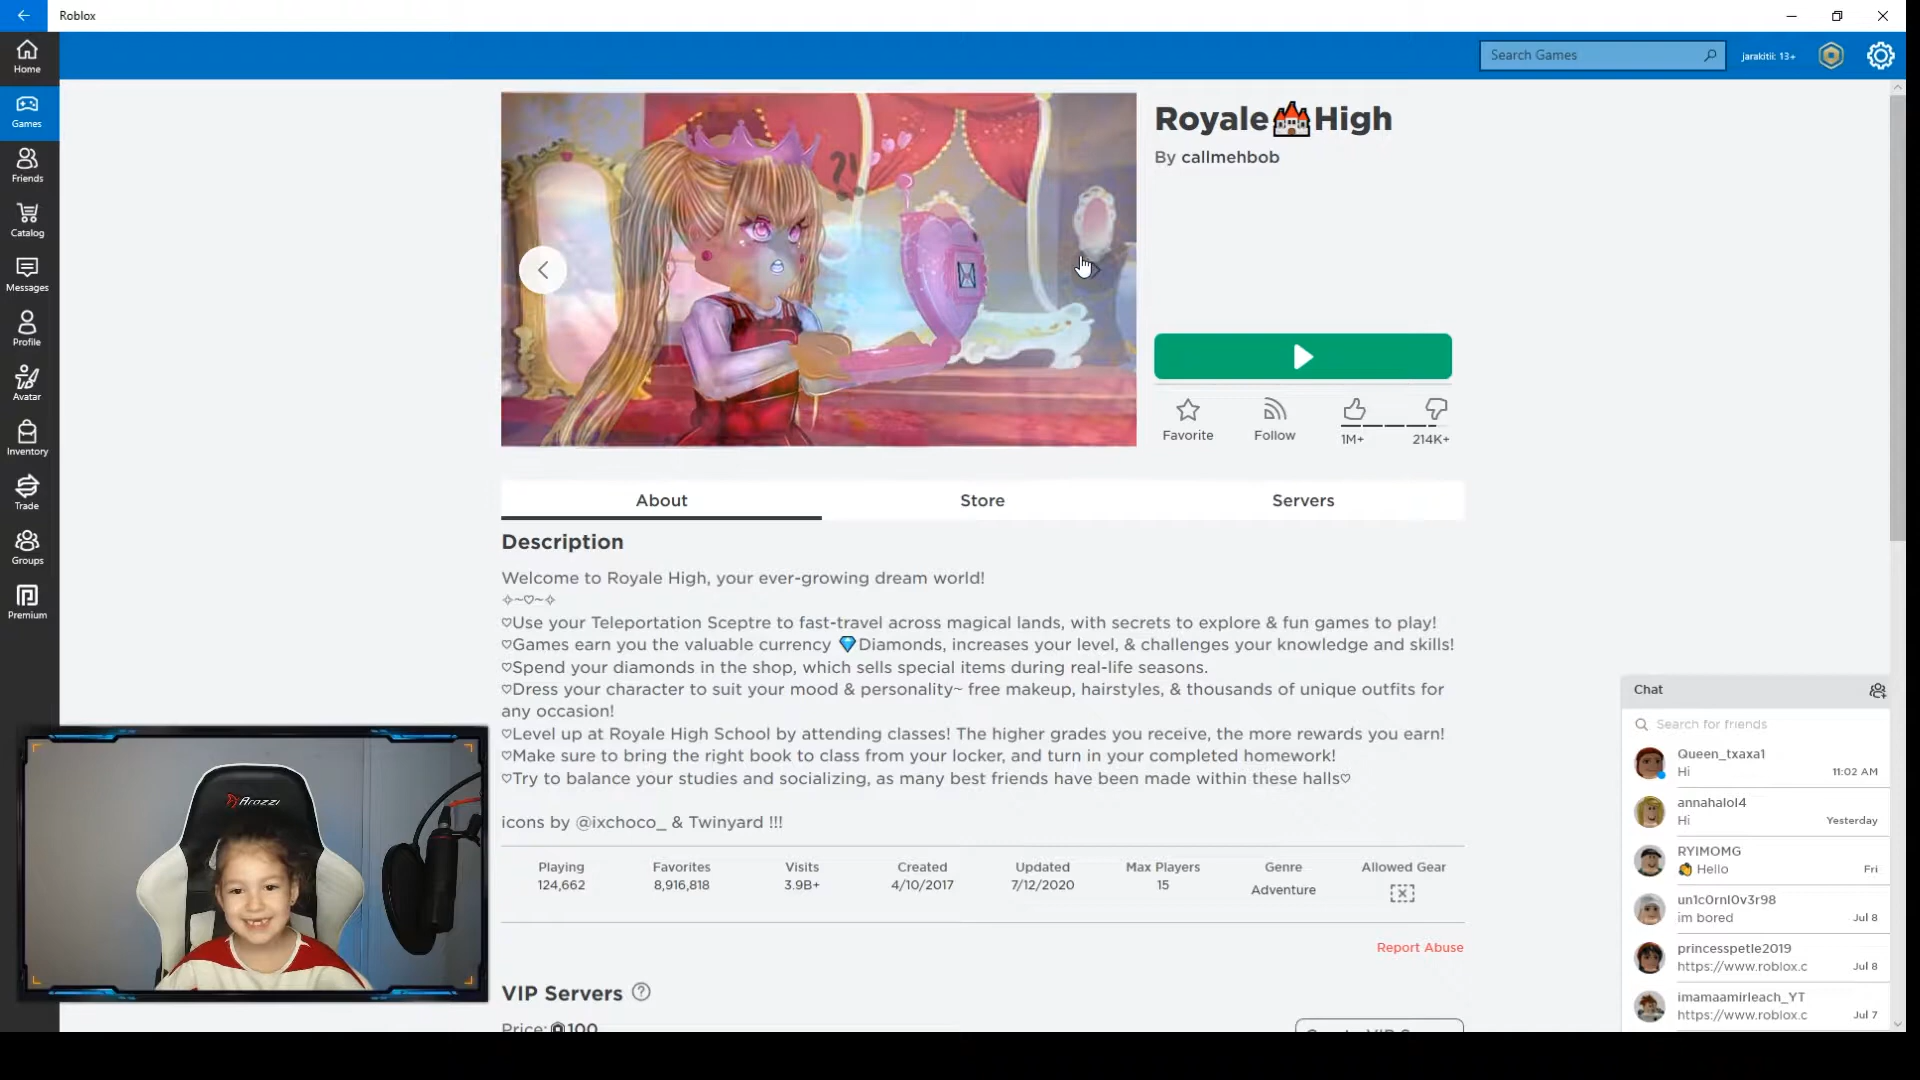 Roblox
Home
Games
Friends
Catalog
Messages
Profile
Avatar
Inventory
Trade
Groups
Premium
Search Games
jarakitii: 13+
?!
Royale🏰High
By callmehbob
Favorite
Follow
1M+
214K+
About
Store
Servers
Description
Welcome to Royale High, your ever-growing dream world!
✧~♡~✧
♡Use your Teleportation Sceptre to fast-travel across magical lands, with secrets to explore & fun games to play!
♡Games earn you the valuable currency 💎Diamonds, increases your level, & challenges your knowledge and skills!
♡Spend your diamonds in the shop, which sells special items during real-life seasons.
♡Dress your character to suit your mood & personality~ free makeup, hairstyles, & thousands of unique outfits for
any occasion!
♡Level up at Royale High School by attending classes! The higher grades you receive, the more rewards you earn!
♡Make sure to bring the right book to class from your locker, and turn in your completed homework!
♡Try to balance your studies and socializing, as many best friends have been made within these halls♡
icons by @ixchoco_ & Twinyard !!!
Playing Favorites Visits Created Updated Max Players Genre Allowed Gear
124,662 8,916,818 3.9B+ 4/10/2017 7/12/2020 15 Adventure
Report Abuse
VIP Servers ?
Price: 100
Arozzi
Chat
Search for friends
Queen_txaxa1
Hi 11:02 AM
annahalol4
Hi Yesterday
RYIMOMG
👋 Hello Fri
un1c0rnl0v3r98
im bored Jul 8
princesspetle2019
https://www.roblox.c Jul 8
imamaamirleach_YT
https://www.roblox.c Jul 7